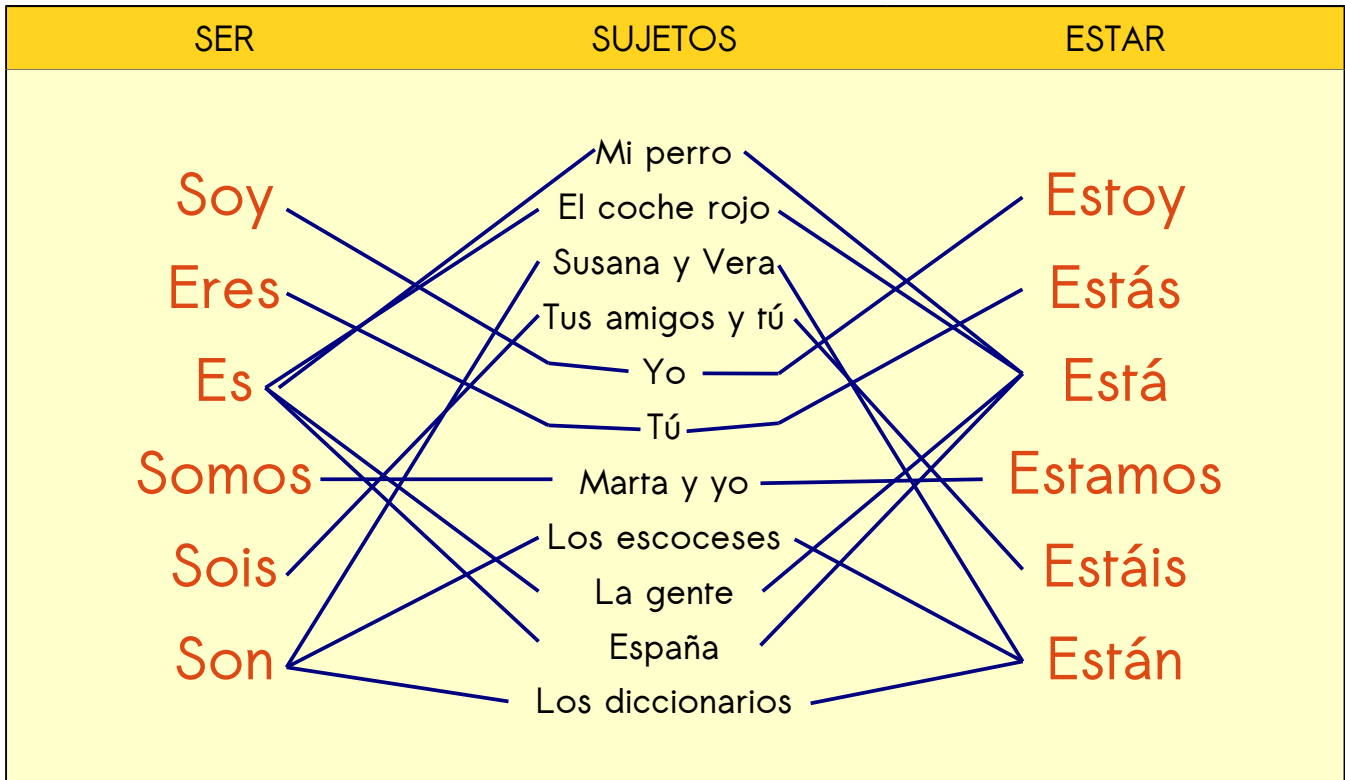 SER SUJETOS ESTAR
Mi perro
Soy Estoy
El coche rojo
Susana y Vera
Eres Estás
Tus amigos y tú
Yo
Es Está
Tú
Somos Marta y yo Estamos
Los escoceses
Sois Estáis
La gente
España
Son Están
Los diccionarios